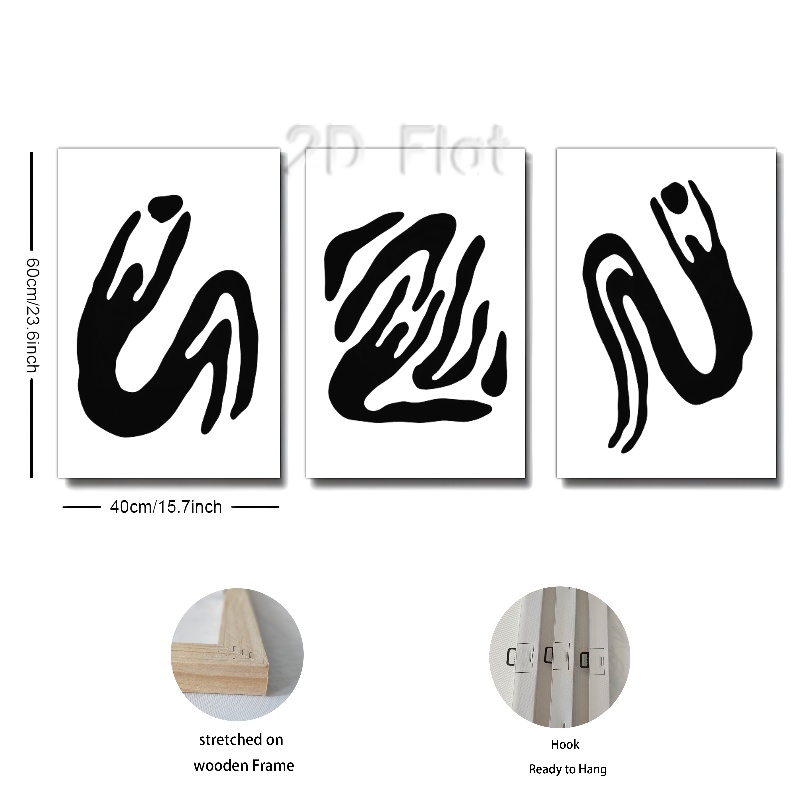 2D Flat
60cm/23.6inch
40cm/15.7inch
stretched on
wooden Frame
Hook
Ready to Hang